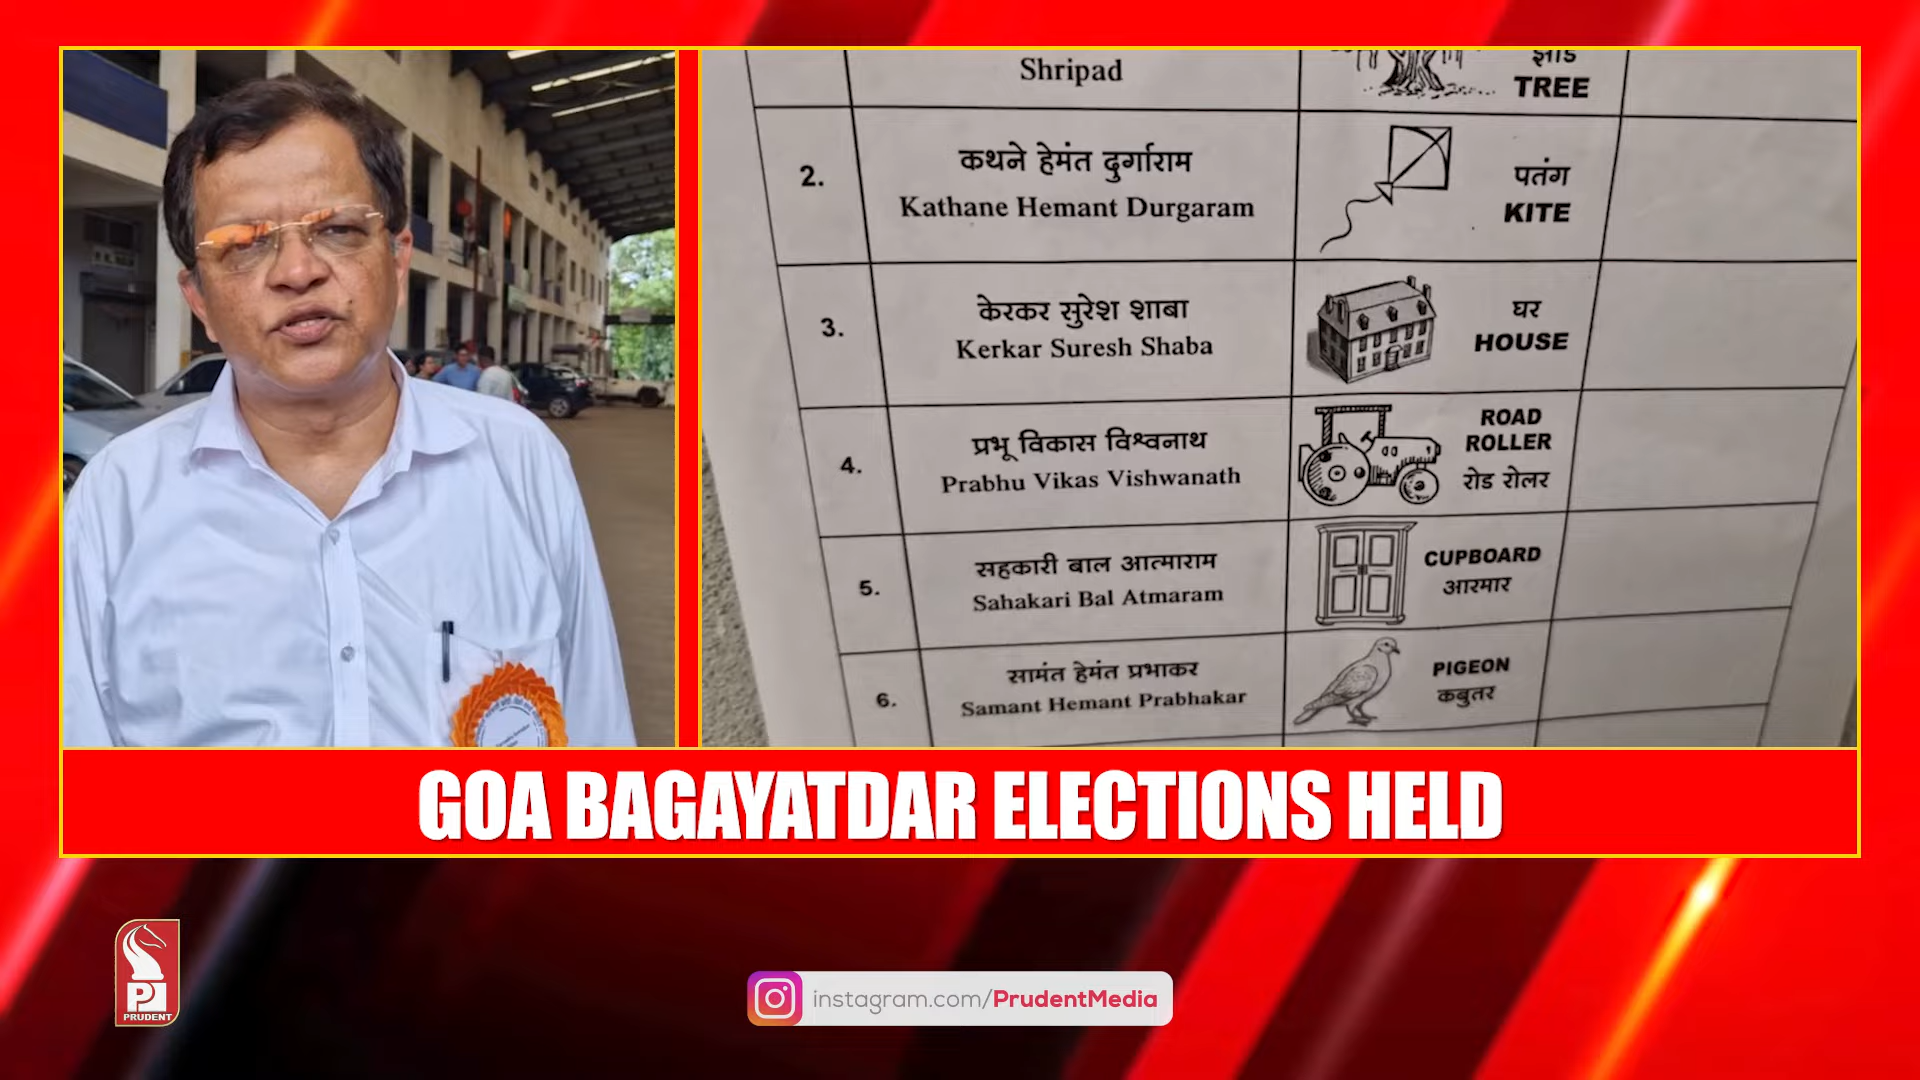 Shripad
झाड
TREE
2.
कथने हेमंत दुर्गाराम
Kathane Hemant Durgaram
पतंग
KITE
3.
केरकर सुरेश शाबा
Kerkar Suresh Shaba
घर
HOUSE
4.
प्रभू विकास विश्वनाथ
Prabhu Vikas Vishwanath
ROAD
ROLLER
रोड रोलर
5.
सहकारी बाल आत्माराम
Sahakari Bal Atmaram
CUPBOARD
आरमार
6.
सामंत हेमंत प्रभाकर
Samant Hemant Prabhakar
PIGEON
कबुतर
GOA BAGAYATDAR ELECTIONS HELD
P
PRUDENT
instagram.com/PrudentMedia